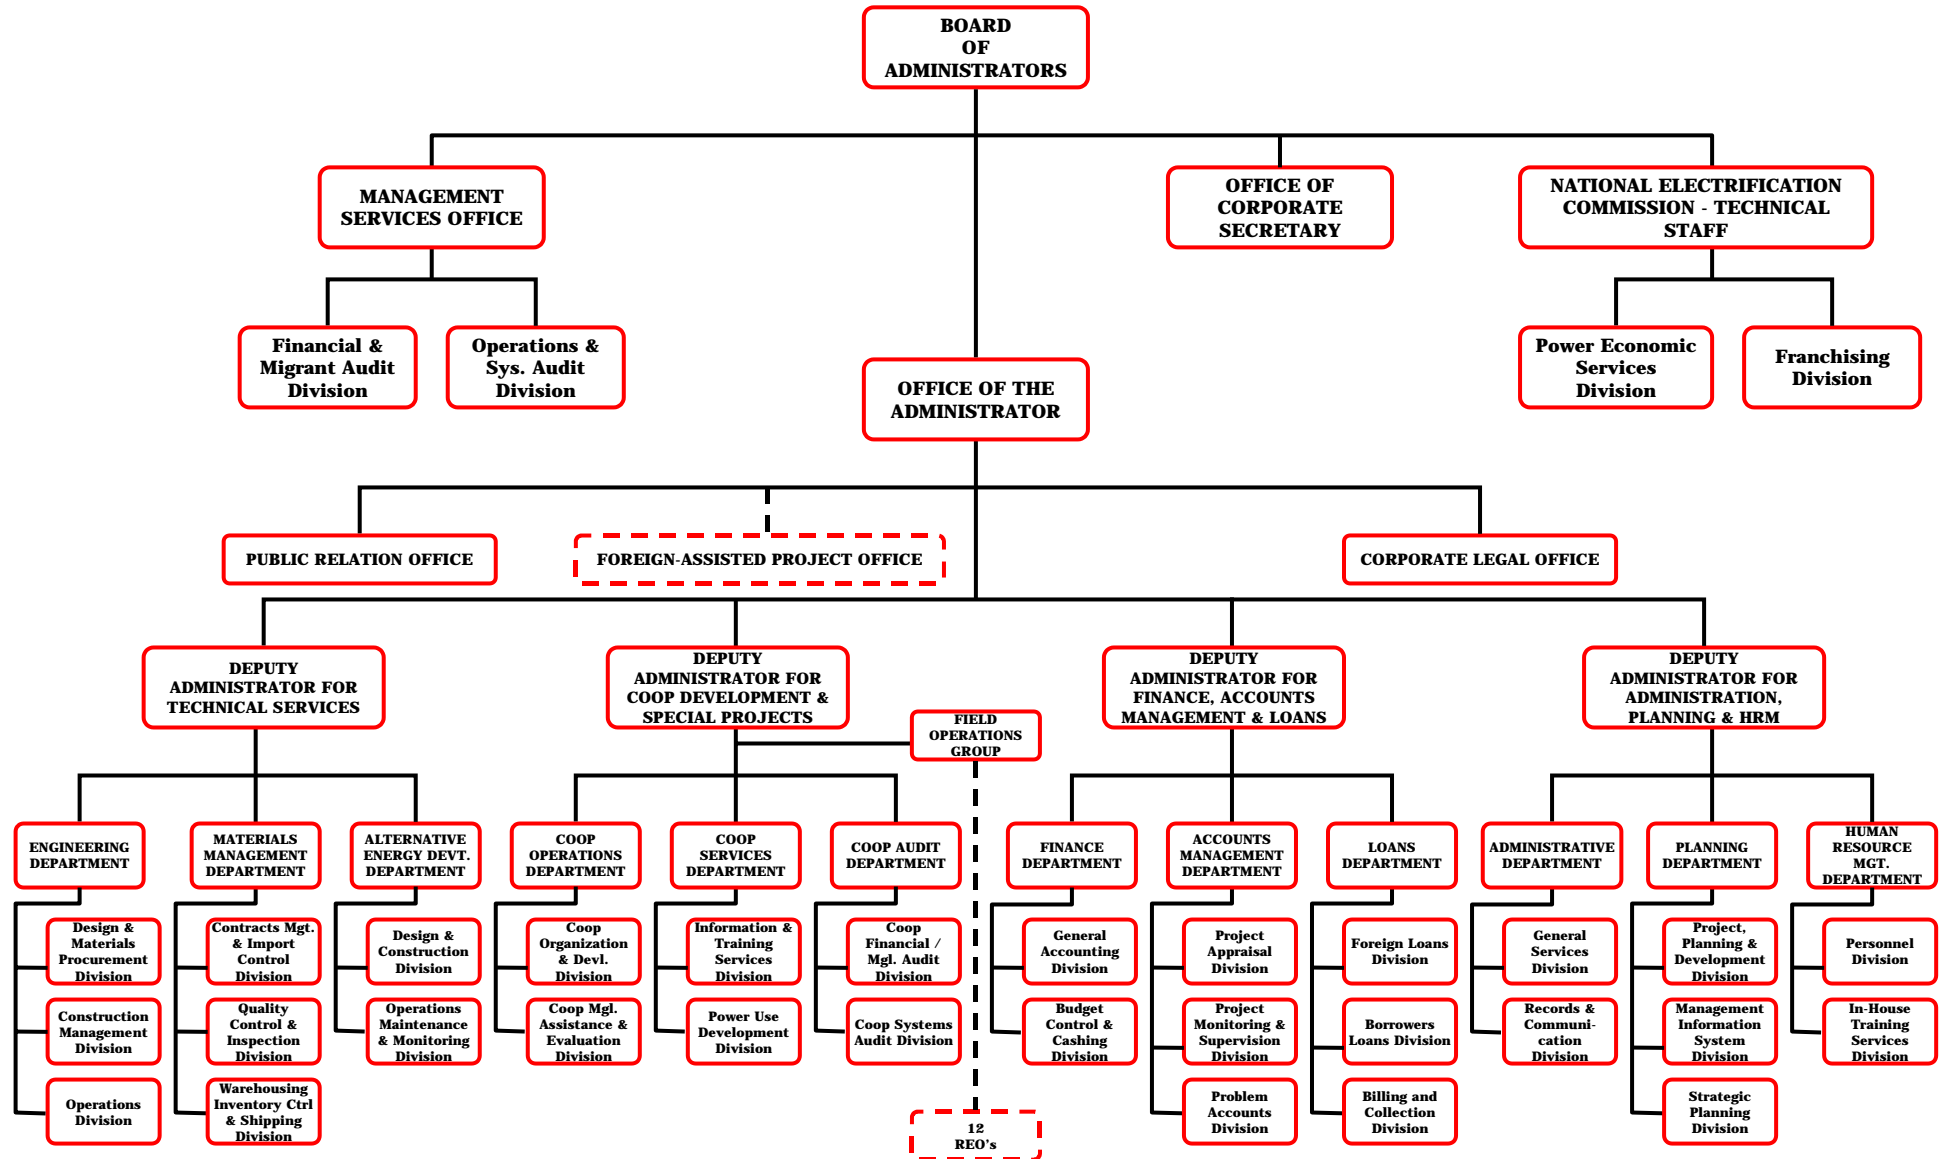 BOARD
OF
ADMINISTRATORS
MANAGEMENT
SERVICES OFFICE
OFFICE OF
CORPORATE
SECRETARY
NATIONAL ELECTRIFICATION
COMMISSION - TECHNICAL
STAFF
Financial &
Migrant Audit
Division
Operations &
Sys. Audit
Division
Power Economic
Services
Division
Franchising
Division
OFFICE OF THE
ADMINISTRATOR
PUBLIC RELATION OFFICE
FOREIGN-ASSISTED PROJECT OFFICE
CORPORATE LEGAL OFFICE
DEPUTY
ADMINISTRATOR FOR
TECHNICAL SERVICES
DEPUTY
ADMINISTRATOR FOR
COOP DEVELOPMENT &
SPECIAL PROJECTS
FIELD
OPERATIONS
GROUP
DEPUTY
ADMINISTRATOR FOR
FINANCE, ACCOUNTS
MANAGEMENT & LOANS
DEPUTY
ADMINISTRATOR FOR
ADMINISTRATION,
PLANNING & HRM
ENGINEERING
DEPARTMENT
MATERIALS
MANAGEMENT
DEPARTMENT
ALTERNATIVE
ENERGY DEVT.
DEPARTMENT
COOP
OPERATIONS
DEPARTMENT
COOP
SERVICES
DEPARTMENT
COOP AUDIT
DEPARTMENT
FINANCE
DEPARTMENT
ACCOUNTS
MANAGEMENT
DEPARTMENT
LOANS
DEPARTMENT
ADMINISTRATIVE
DEPARTMENT
PLANNING
DEPARTMENT
HUMAN
RESOURCE
MGT.
DEPARTMENT
Design &
Materials
Procurement
Division
Contracts Mgt.
& Import
Control
Division
Design &
Construction
Division
Coop
Organization
& Devl.
Division
Information &
Training
Services
Division
Coop
Financial /
Mgl. Audit
Division
General
Accounting
Division
Project
Appraisal
Division
Foreign Loans
Division
General
Services
Division
Project,
Planning &
Development
Division
Personnel
Division
Construction
Management
Division
Quality
Control &
Inspection
Division
Operations
Maintenance
& Monitoring
Division
Coop Mgl.
Assistance &
Evaluation
Division
Power Use
Development
Division
Coop Systems
Audit Division
Budget
Control &
Cashing
Division
Project
Monitoring &
Supervision
Division
Borrowers
Loans Division
Records &
Communi-
cation
Division
Management
Information
System
Division
In-House
Training
Services
Division
Operations
Division
Warehousing
Inventory Ctrl
& Shipping
Division
12
REO's
Problem
Accounts
Division
Billing and
Collection
Division
Strategic
Planning
Division